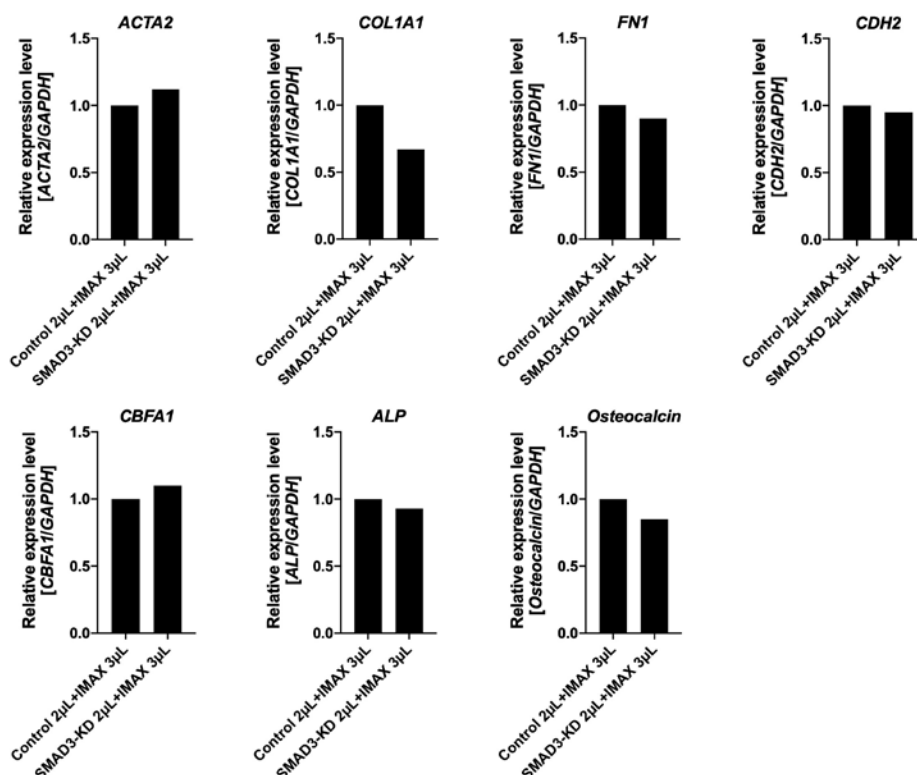 ACTA2
Relative expression level
[ACTA2/GAPDH]
1.5
1.0
0.5
0.0
Control 2μL+IMAX 3μL
SMAD3-KD 2μL+IMAX 3μL
COL1A1
Relative expression level
[COL1A1/GAPDH]
1.5
1.0
0.5
0.0
Control 2μL+IMAX 3μL
SMAD3-KD 2μL+IMAX 3μL
FN1
Relative expression level
[FN1/GAPDH]
1.5
1.0
0.5
0.0
Control 2μL+IMAX 3μL
SMAD3-KD 2μL+IMAX 3μL
CDH2
Relative expression level
[CDH2/GAPDH]
1.5
1.0
0.5
0.0
Control 2μL+IMAX 3μL
SMAD3-KD 2μL+IMAX 3μL
CBFA1
Relative expression level
[CBFA1/GAPDH]
1.5
1.0
0.5
0.0
Control 2μL+IMAX 3μL
SMAD3-KD 2μL+IMAX 3μL
ALP
Relative expression level
[ALP/GAPDH]
1.5
1.0
0.5
0.0
Control 2μL+IMAX 3μL
SMAD3-KD 2μL+IMAX 3μL
Osteocalcin
Relative expression level
[Osteocalcin/GAPDH]
1.5
1.0
0.5
0.0
Control 2μL+IMAX 3μL
SMAD3-KD 2μL+IMAX 3μL